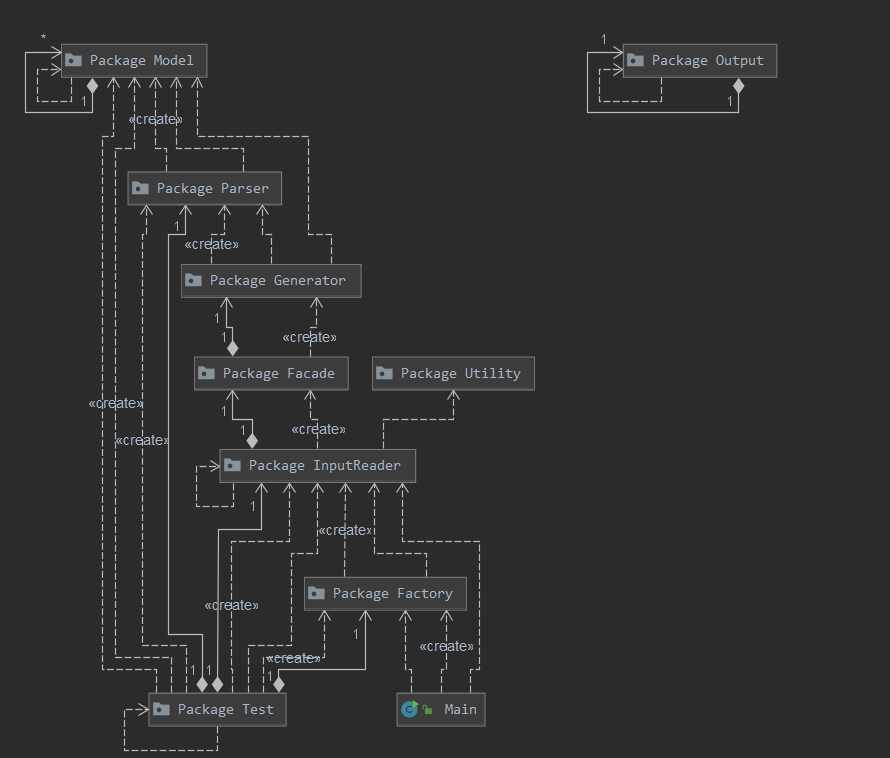 * 1
Package Model Package Output
1 1
«create»
Package Parser
1
«create»
Package Generator
1
1 «create»
Package Facade Package Utility
1
1 «create»
Package InputReader
1
«create»
Package Factory
«create»
«create»
«create»
1
«create»
«create»
1 1 1
Package Test Main